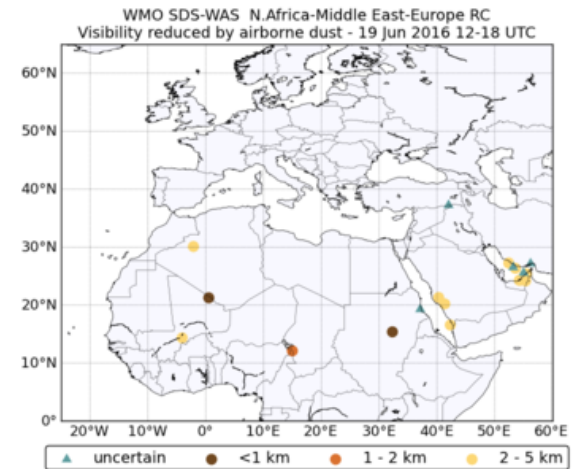 WMO SDS-WAS N.Africa-Middle East-Europe RC
Visibility reduced by airborne dust - 19 Jun 2016 12-18 UTC
60°N
50°N
40°N
30°N
20°N
10°N
0°
20°W 10°W 0° 10°E 20°E 30°E 40°E 50°E 60°E
uncertain <1 km 1 - 2 km 2 - 5 km